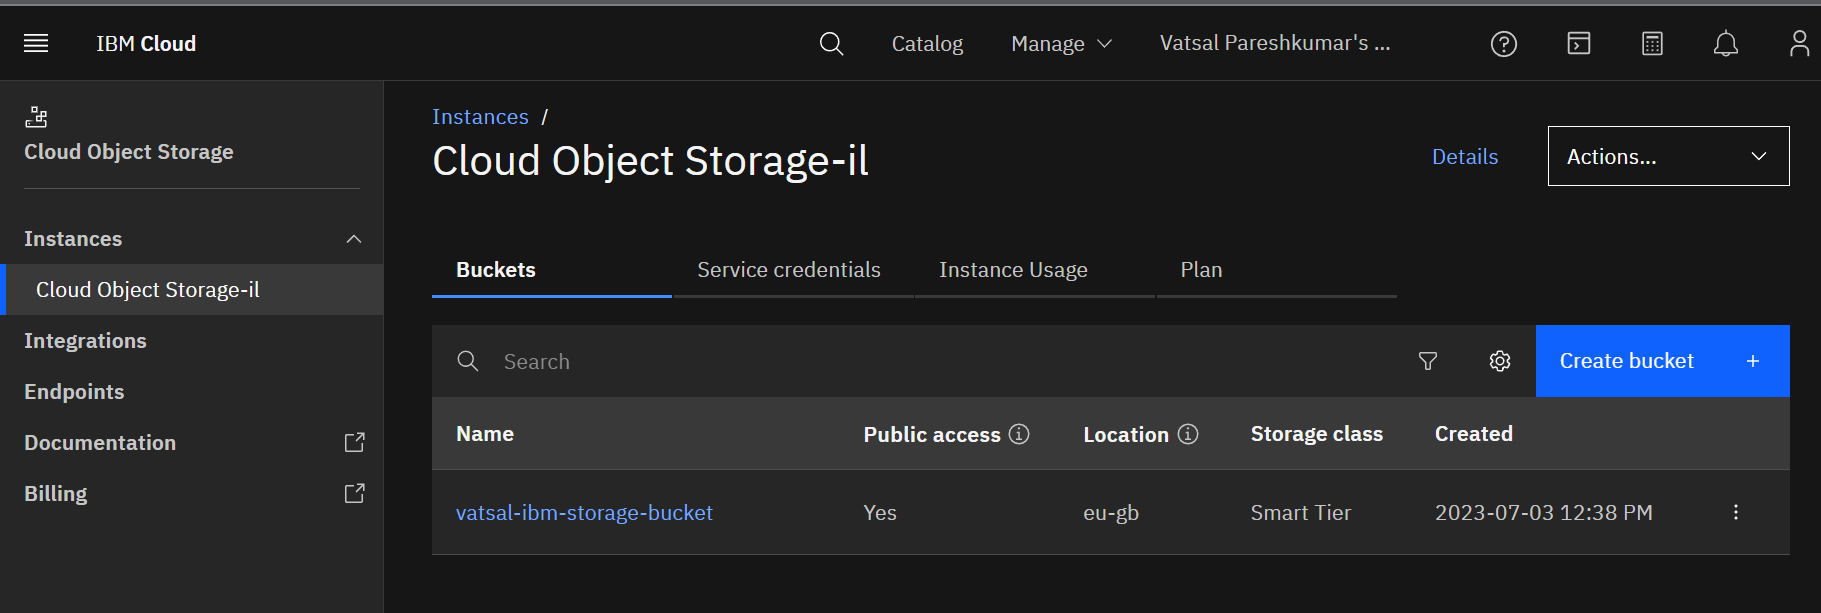 IBM Cloud
Catalog
Manage
Vatsal Pareshkumar's ...
Cloud Object Storage
Instances
Cloud Object Storage-il
Integrations
Endpoints
Documentation
Billing
Instances /
Cloud Object Storage-il
Details
Actions...
Buckets
Service credentials
Instance Usage
Plan
Search
Create bucket +
Name Public access Location Storage class Created
vatsal-ibm-storage-bucket Yes eu-gb Smart Tier 2023-07-03 12:38 PM